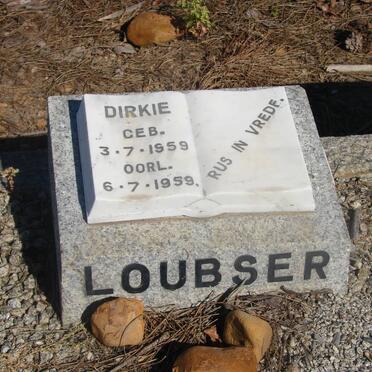 DIRKIE
GEB.
3·7·1959
OORL.
6·7·1959.
RUS IN VREDE.
LOUBSER